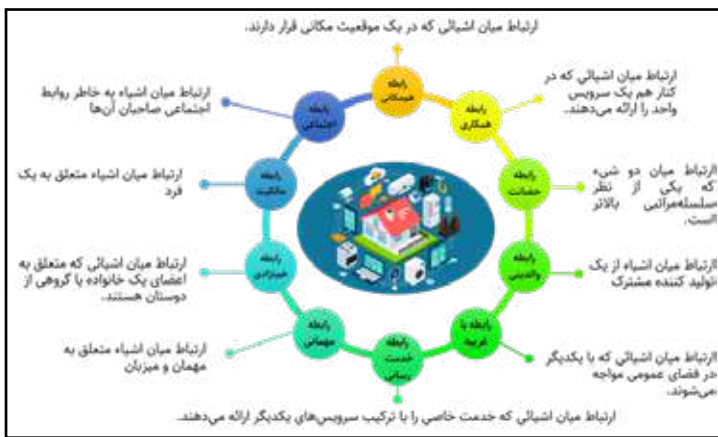 ارتباط میان اشیائی که در یک موقعیت مکانی قرار دارند.
رابطه
هم‌مکانی
ارتباط میان اشیائی که در
کنار هم یک سرویس
واحد را ارائه می‌دهند.
رابطه
همکاری
ارتباط میان دو شیء
که یکی از نظر
سلسله‌مراتبی بالاتر
است.
رابطه
حضانت
ارتباط میان اشیاء از یک
تولید کننده مشترک
رابطه
والدینی
ارتباط میان اشیائی که با یکدیگر
در فضای عمومی مواجه
می‌شوند.
رابطه با
غریبه
ارتباط میان اشیائی که خدمت خاصی را با ترکیب سرویس‌های یکدیگر ارائه می‌دهند.
رابطه
خدمت
رسانی
ارتباط میان اشیاء متعلق به
مهمان و میزبان
رابطه
مهمانی
ارتباط میان اشیائی که متعلق به
اعضای یک خانواده یا گروهی از
دوستان هستند.
رابطه
ارتباط میان اشیاء متعلق به یک
فرد
رابطه
مالکیت
ارتباط میان اشیاء به خاطر روابط
اجتماعی صاحبان آن‌ها
رابطه
اجتماعی